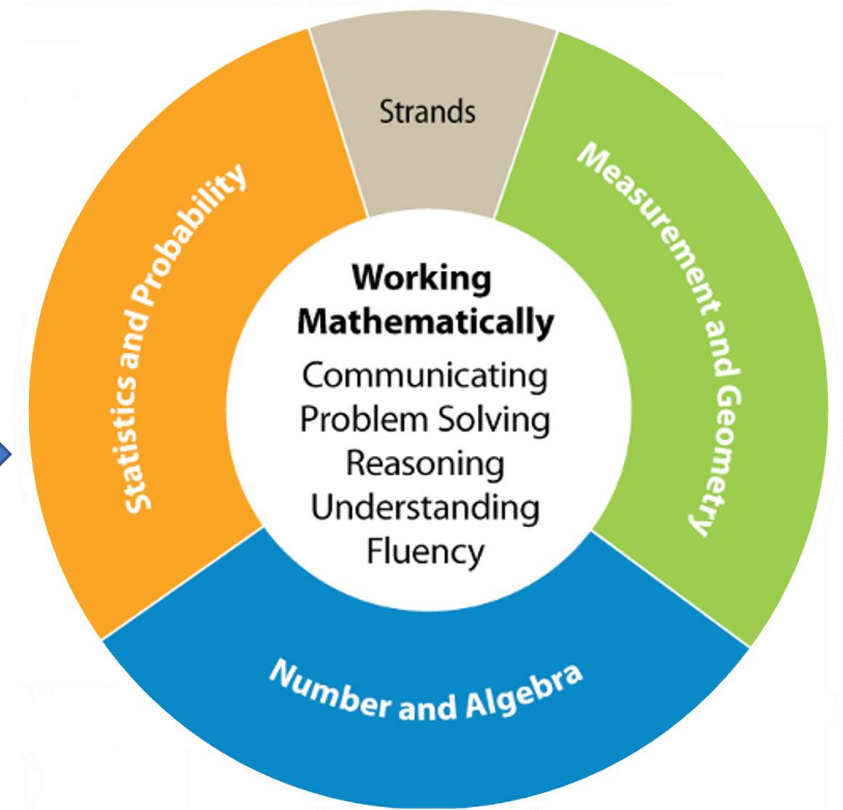 Strands
Measurement and Geometry
Number and Algebra
Statistics and Probability
Working
Mathematically
Communicating
Problem Solving
Reasoning
Understanding
Fluency